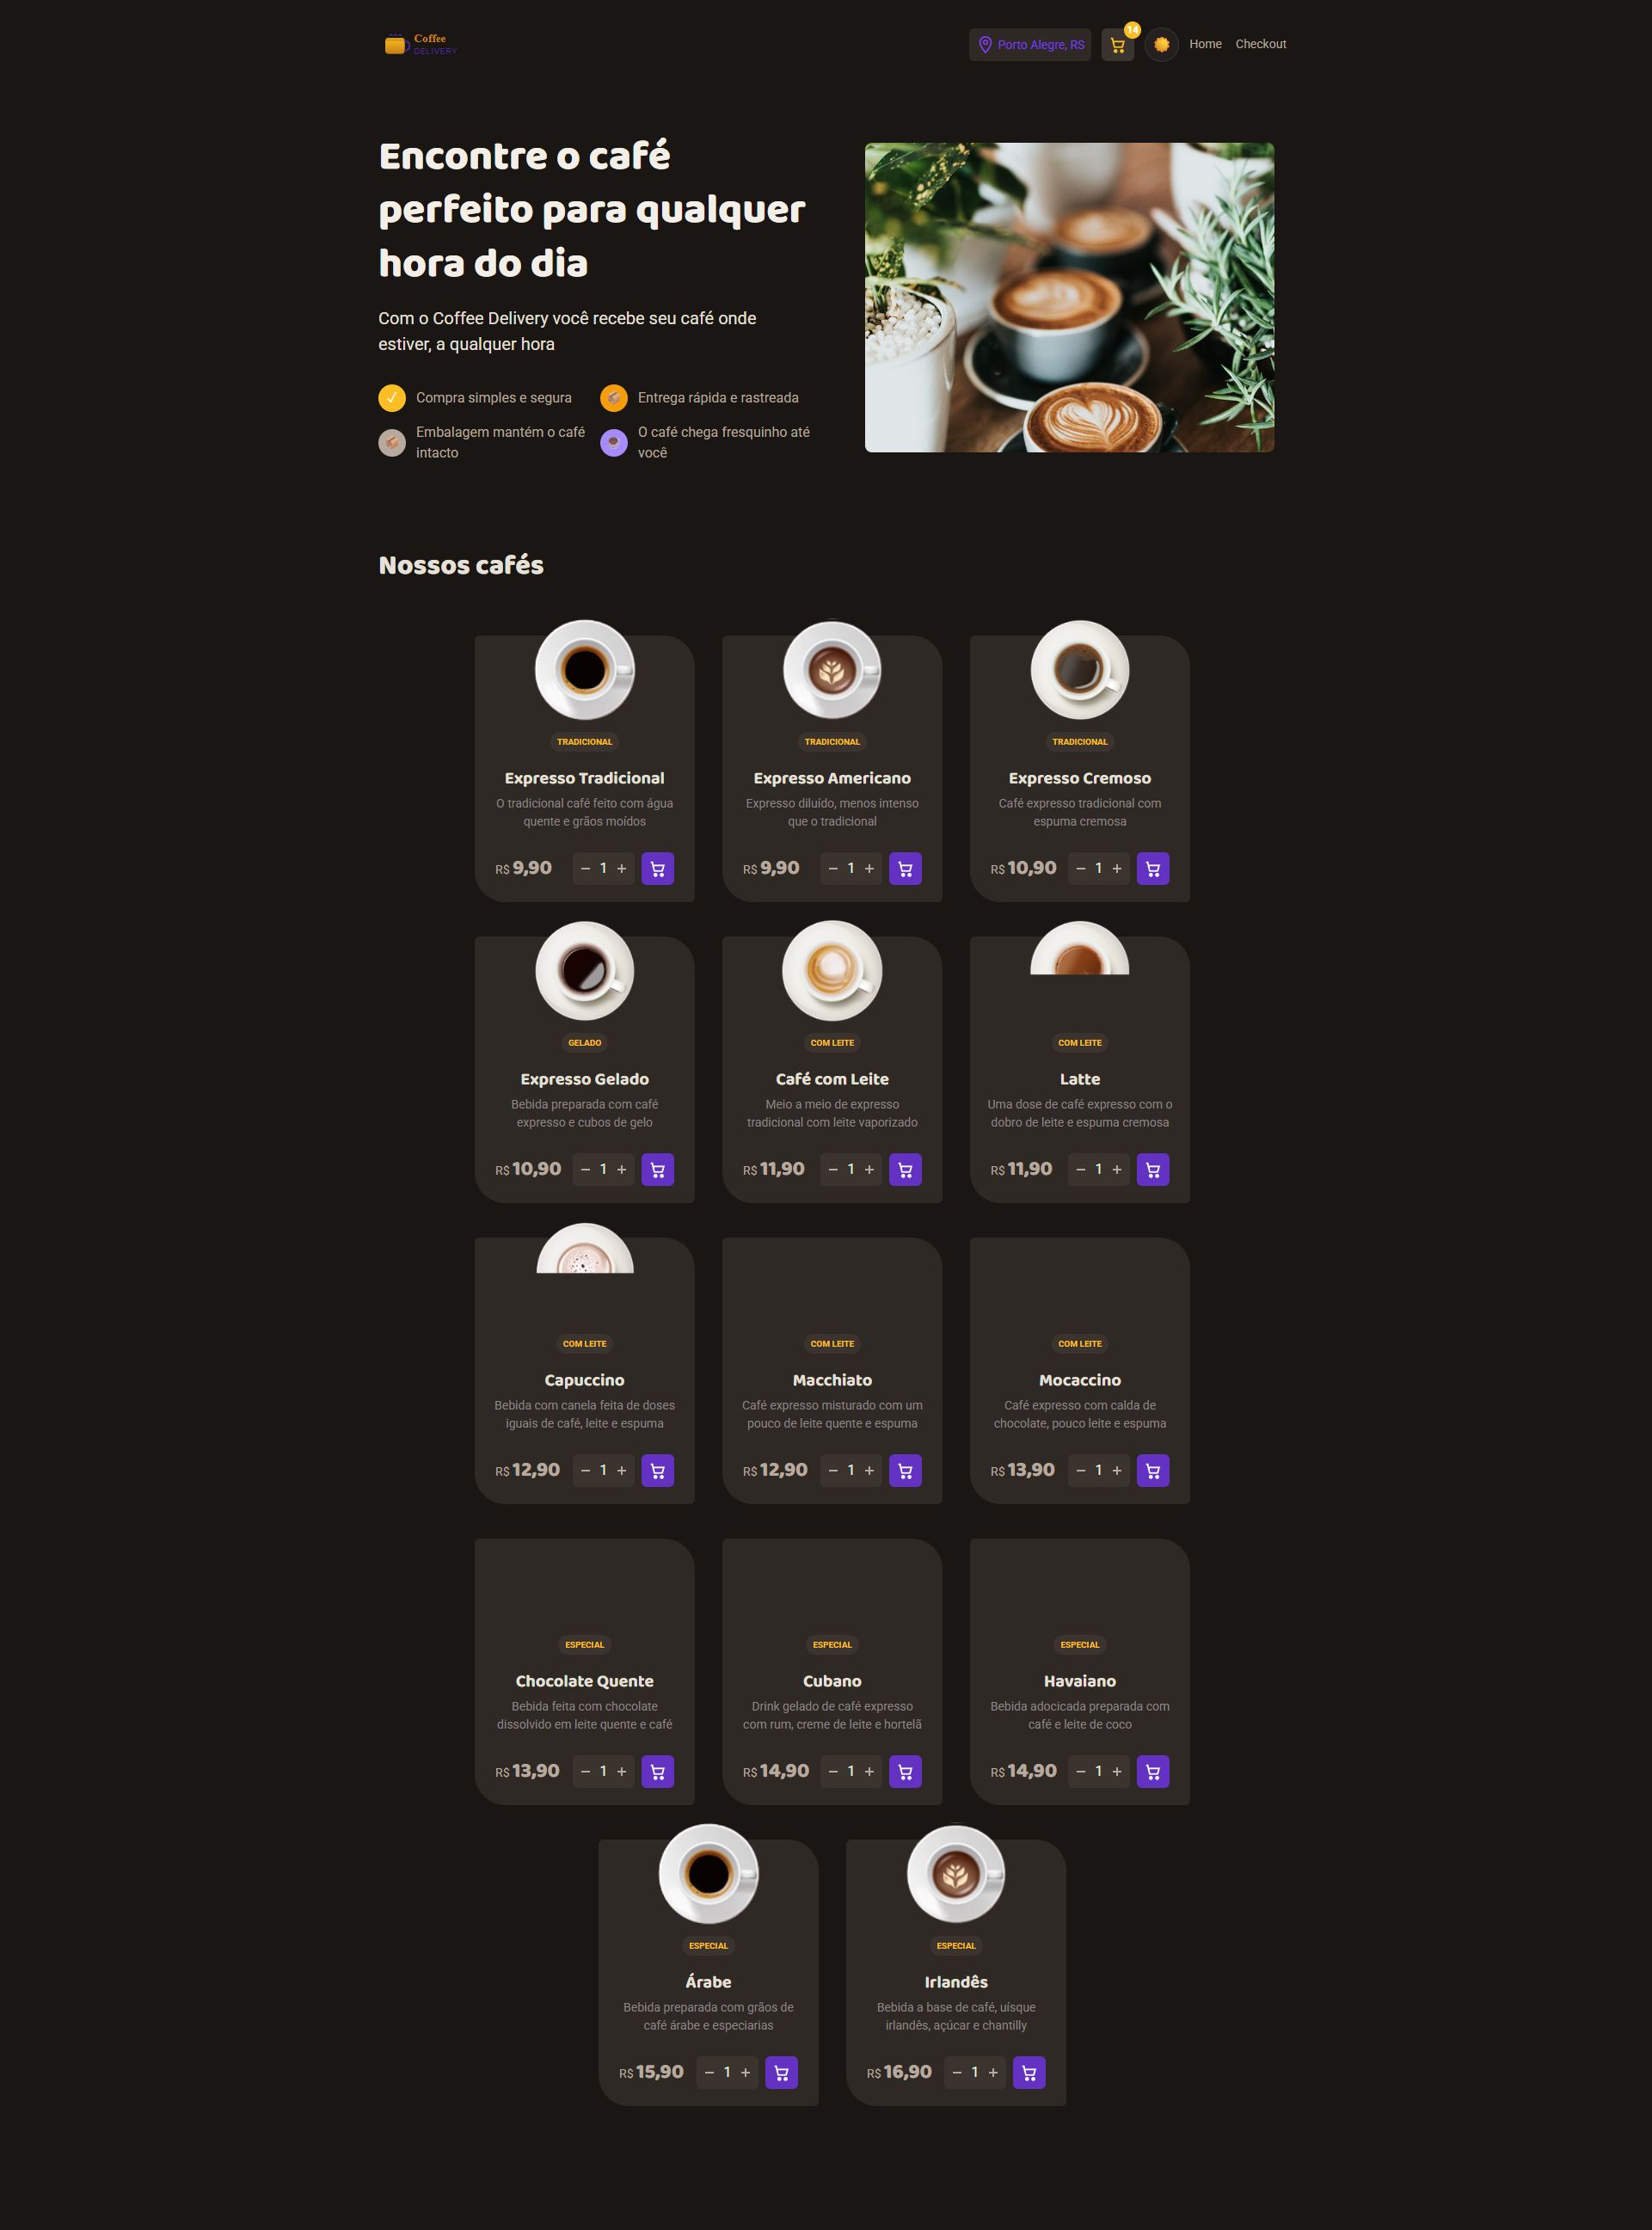 Coffee
DELIVERY
Porto Alegre, RS
14
Home
Checkout
Encontre o café
perfeito para qualquer
hora do dia
Com o Coffee Delivery você recebe seu café onde
estiver, a qualquer hora
Compra simples e segura
Entrega rápida e rastreada
Embalagem mantém o café
intacto
O café chega fresquinho até
você
Nossos cafés
TRADICIONAL
Expresso Tradicional
O tradicional café feito com água
quente e grãos moídos
R$ 9,90
1
TRADICIONAL
Expresso Americano
Expresso diluído, menos intenso
que o tradicional
R$ 9,90
1
TRADICIONAL
Expresso Cremoso
Café expresso tradicional com
espuma cremosa
R$ 10,90
1
GELADO
Expresso Gelado
Bebida preparada com café
expresso e cubos de gelo
R$ 10,90
1
COM LEITE
Café com Leite
Meio a meio de expresso
tradicional com leite vaporizado
R$ 11,90
1
COM LEITE
Latte
Uma dose de café expresso com o
dobro de leite e espuma cremosa
R$ 11,90
1
COM LEITE
Capuccino
Bebida com canela feita de doses
iguais de café, leite e espuma
R$ 12,90
1
COM LEITE
Macchiato
Café expresso misturado com um
pouco de leite quente e espuma
R$ 12,90
1
COM LEITE
Mocaccino
Café expresso com calda de
chocolate, pouco leite e espuma
R$ 13,90
1
ESPECIAL
Chocolate Quente
Bebida feita com chocolate
dissolvido em leite quente e café
R$ 13,90
1
ESPECIAL
Cubano
Drink gelado de café expresso
com rum, creme de leite e hortelã
R$ 14,90
1
ESPECIAL
Havaiano
Bebida adocicada preparada com
café e leite de coco
R$ 14,90
1
ESPECIAL
Árabe
Bebida preparada com grãos de
café árabe e especiarias
R$ 15,90
1
ESPECIAL
Irlandês
Bebida a base de café, uísque
irlandês, açúcar e chantilly
R$ 16,90
1